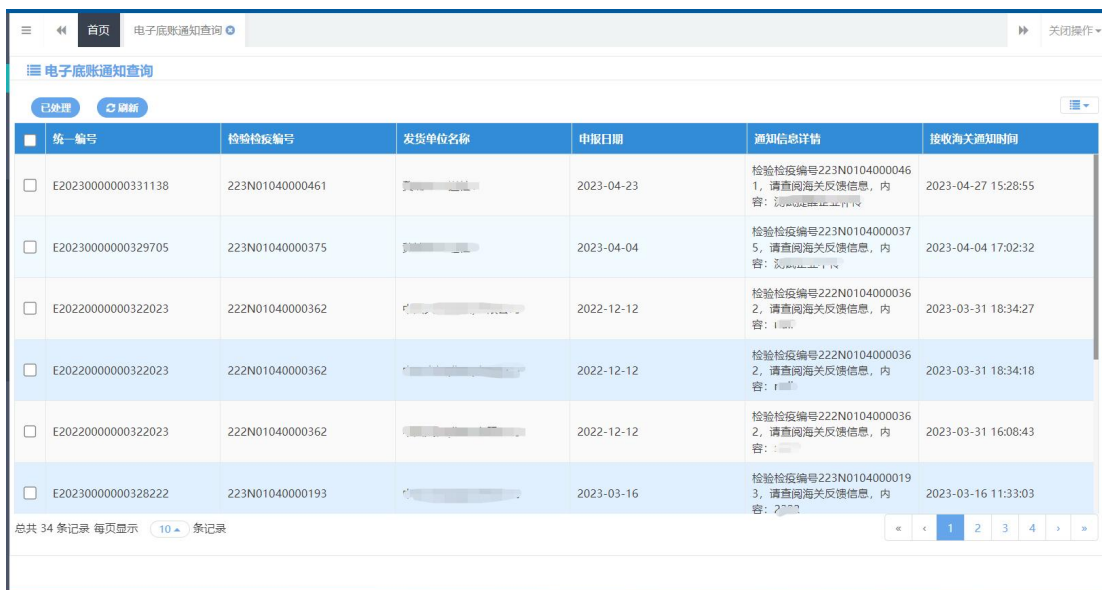 首页 电子底账通知查询 关闭操作
电子底账通知查询
已处理 刷新
统一编号 检验检疫编号 发货单位名称 申报日期 通知信息详情 接收海关通知时间
E20230000000331138 223N01040000461 2023-04-23 检验检疫编号223N0104000046
1，请查阅海关反馈信息，内
容： 2023-04-27 15:28:55
E20230000000329705 223N01040000375 2023-04-04 检验检疫编号223N0104000037
5，请查阅海关反馈信息，内
容： 2023-04-04 17:02:32
E20220000000322023 222N01040000362 2022-12-12 检验检疫编号222N0104000036
2，请查阅海关反馈信息，内
容： 2023-03-31 18:34:27
E20220000000322023 222N01040000362 2022-12-12 检验检疫编号222N0104000036
2，请查阅海关反馈信息，内
容： 2023-03-31 18:34:18
E20220000000322023 222N01040000362 2022-12-12 检验检疫编号222N0104000036
2，请查阅海关反馈信息，内
容： 2023-03-31 16:08:43
E20230000000328222 223N01040000193 2023-03-16 检验检疫编号223N0104000019
3，请查阅海关反馈信息，内
容： 2023-03-16 11:33:03
总共 34 条记录 每页显示 10 条记录 « ‹ 1 2 3 4 › »